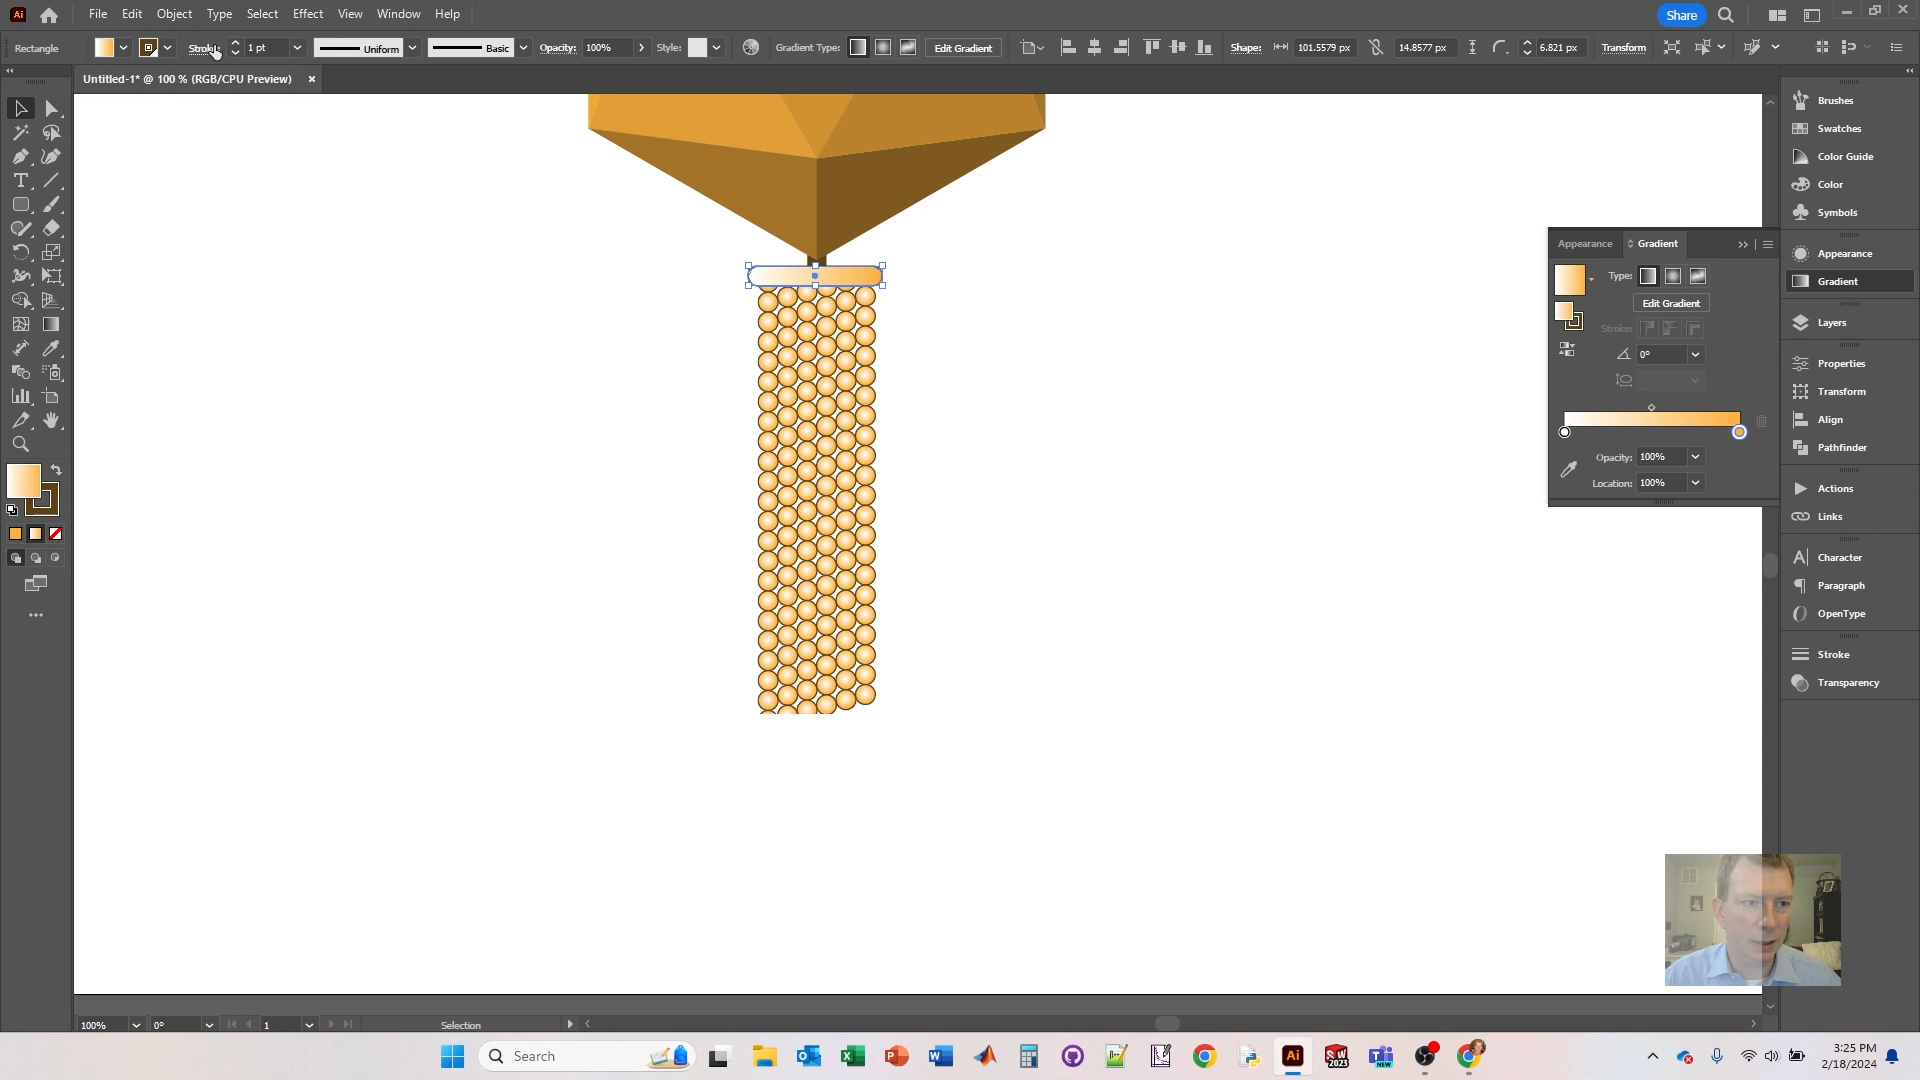 Ai File Edit Object Type Select Effect View Window Help Share
Rectangle Stroke: 1 pt Uniform Basic Opacity: 100% Style: Gradient Type: Edit Gradient Shape: 101.5579 px 14.8577 px 6.821 px Transform
Untitled-1* @ 100 % (RGB/CPU Preview)
Brushes
Swatches
Color Guide
Color
Symbols
Appearance
Gradient
Layers
Properties
Transform
Align
Pathfinder
Actions
Links
Character
Paragraph
OpenType
Stroke
Transparency
Appearance Gradient
Type:
Edit Gradient
Stroke:
0°
Opacity: 100%
Location: 100%
100% 0° 1 Selection
Search
3:25 PM
2/18/2024